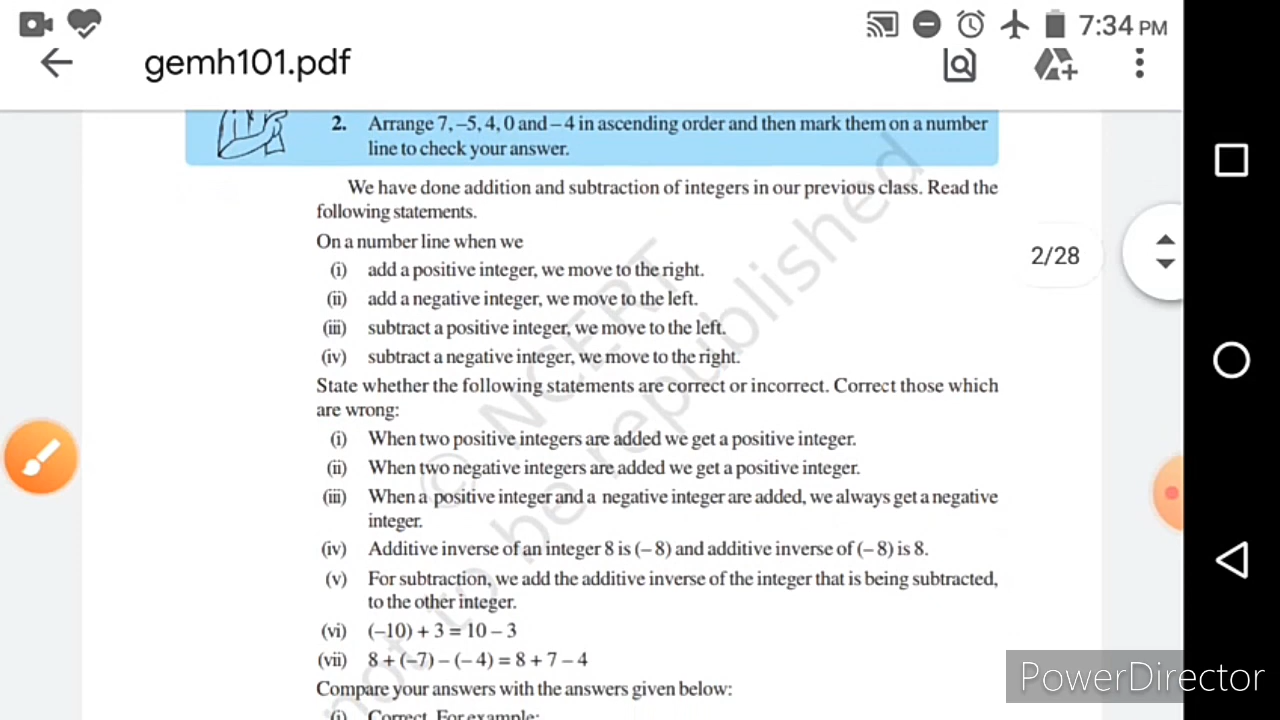 7:34 PM
gemh101.pdf
2. Arrange 7, –5, 4, 0 and – 4 in ascending order and then mark them on a number
line to check your answer.
We have done addition and subtraction of integers in our previous class. Read the
following statements.
On a number line when we
2/28
(i) add a positive integer, we move to the right.
(ii) add a negative integer, we move to the left.
(iii) subtract a positive integer, we move to the left.
(iv) subtract a negative integer, we move to the right.
State whether the following statements are correct or incorrect. Correct those which
are wrong:
(i) When two positive integers are added we get a positive integer.
(ii) When two negative integers are added we get a positive integer.
(iii) When a positive integer and a negative integer are added, we always get a negative
integer.
(iv) Additive inverse of an integer 8 is (– 8) and additive inverse of (– 8) is 8.
(v) For subtraction, we add the additive inverse of the integer that is being subtracted,
to the other integer.
(vi) (–10) + 3 = 10 – 3
(vii) 8 + (–7) – (– 4) = 8 + 7 – 4
Compare your answers with the answers given below:
(i) Correct. For example:
© NCERT
not to be republished
PowerDirector